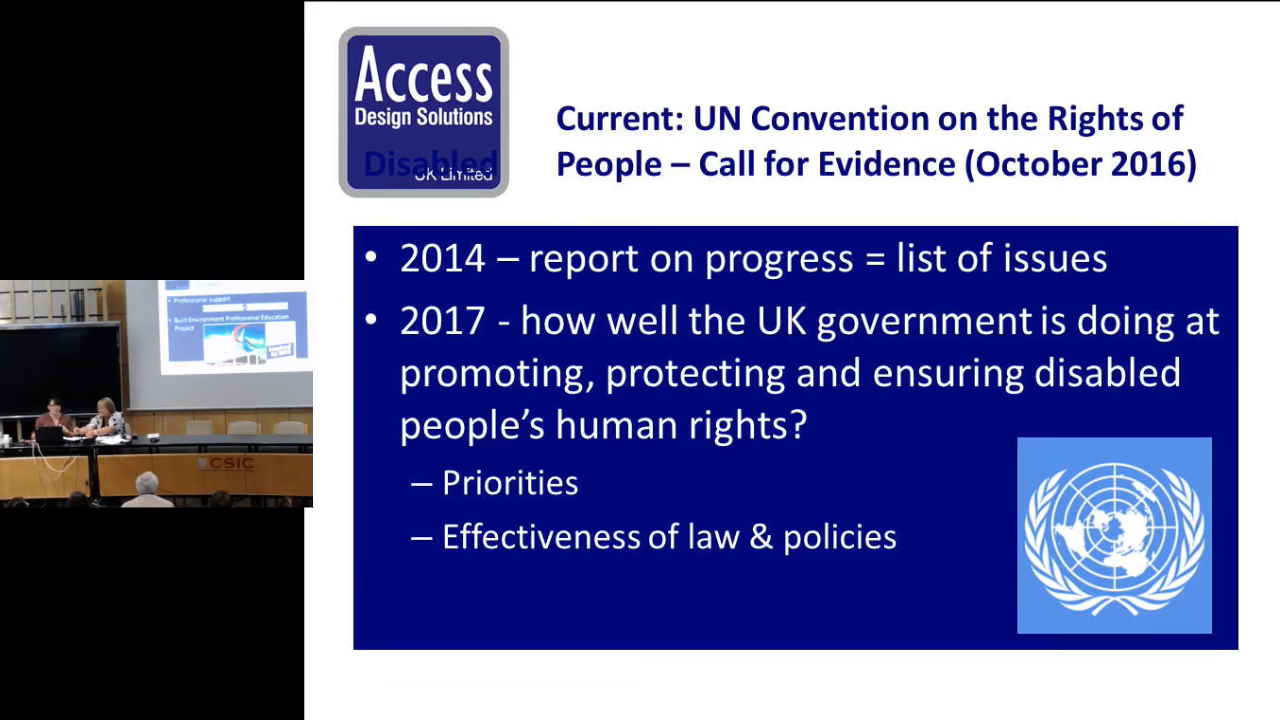 Access
Design Solutions
UK Limited
Current: UN Convention on the Rights of
Disabled People – Call for Evidence (October 2016)
• 2014 – report on progress = list of issues
• 2017 - how well the UK government is doing at
promoting, protecting and ensuring disabled
people's human rights?
– Priorities
– Effectiveness of law & policies
• Professional support
• Built Environment Professional Education
Project
CSIC